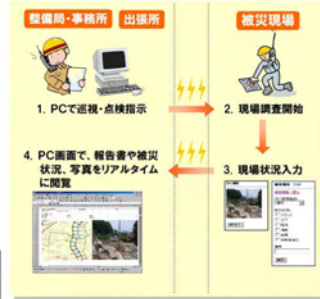 整備局・事務所 出張所
被災現場
1. PCで巡視・点検指示
2. 現場調査開始
3. 現場状況入力
4. PC画面で、報告書や被災
状況、写真をリアルタイム
に閲覧